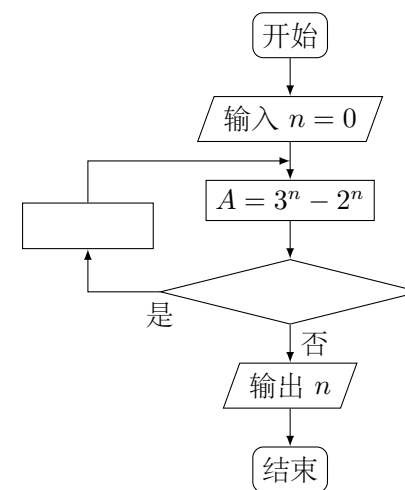 开始
输入 n = 0
A = 3ⁿ − 2ⁿ
是
否
输出 n
结束